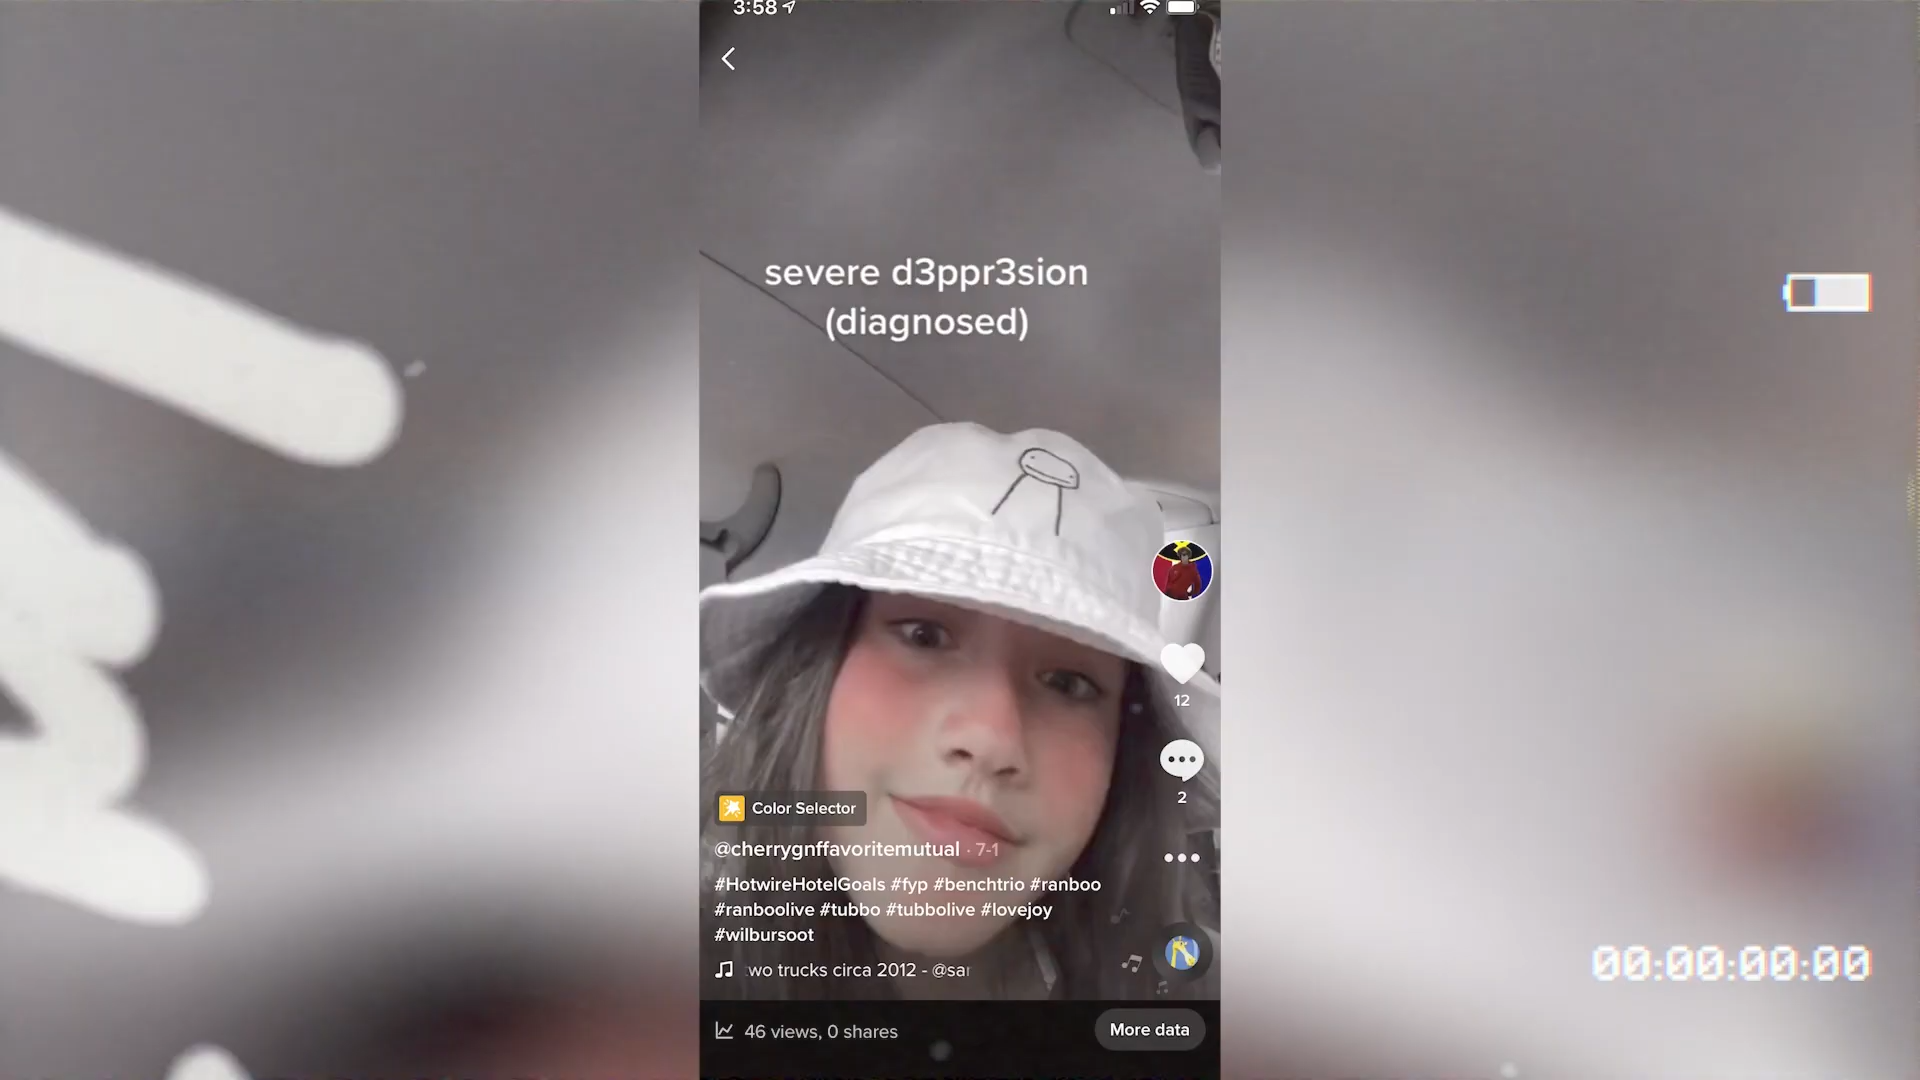 3:58
severe d3ppr3sion
(diagnosed)
12
2
Color Selector
@cherrygnffavoritemutual · 7-1
#HotwireHotelGoals #fyp #benchtrio #ranboo
#ranboolive #tubbo #tubbolive #lovejoy
#wilbursoot
wo trucks circa 2012 - @sar
46 views, 0 shares
More data
00:00:00:00